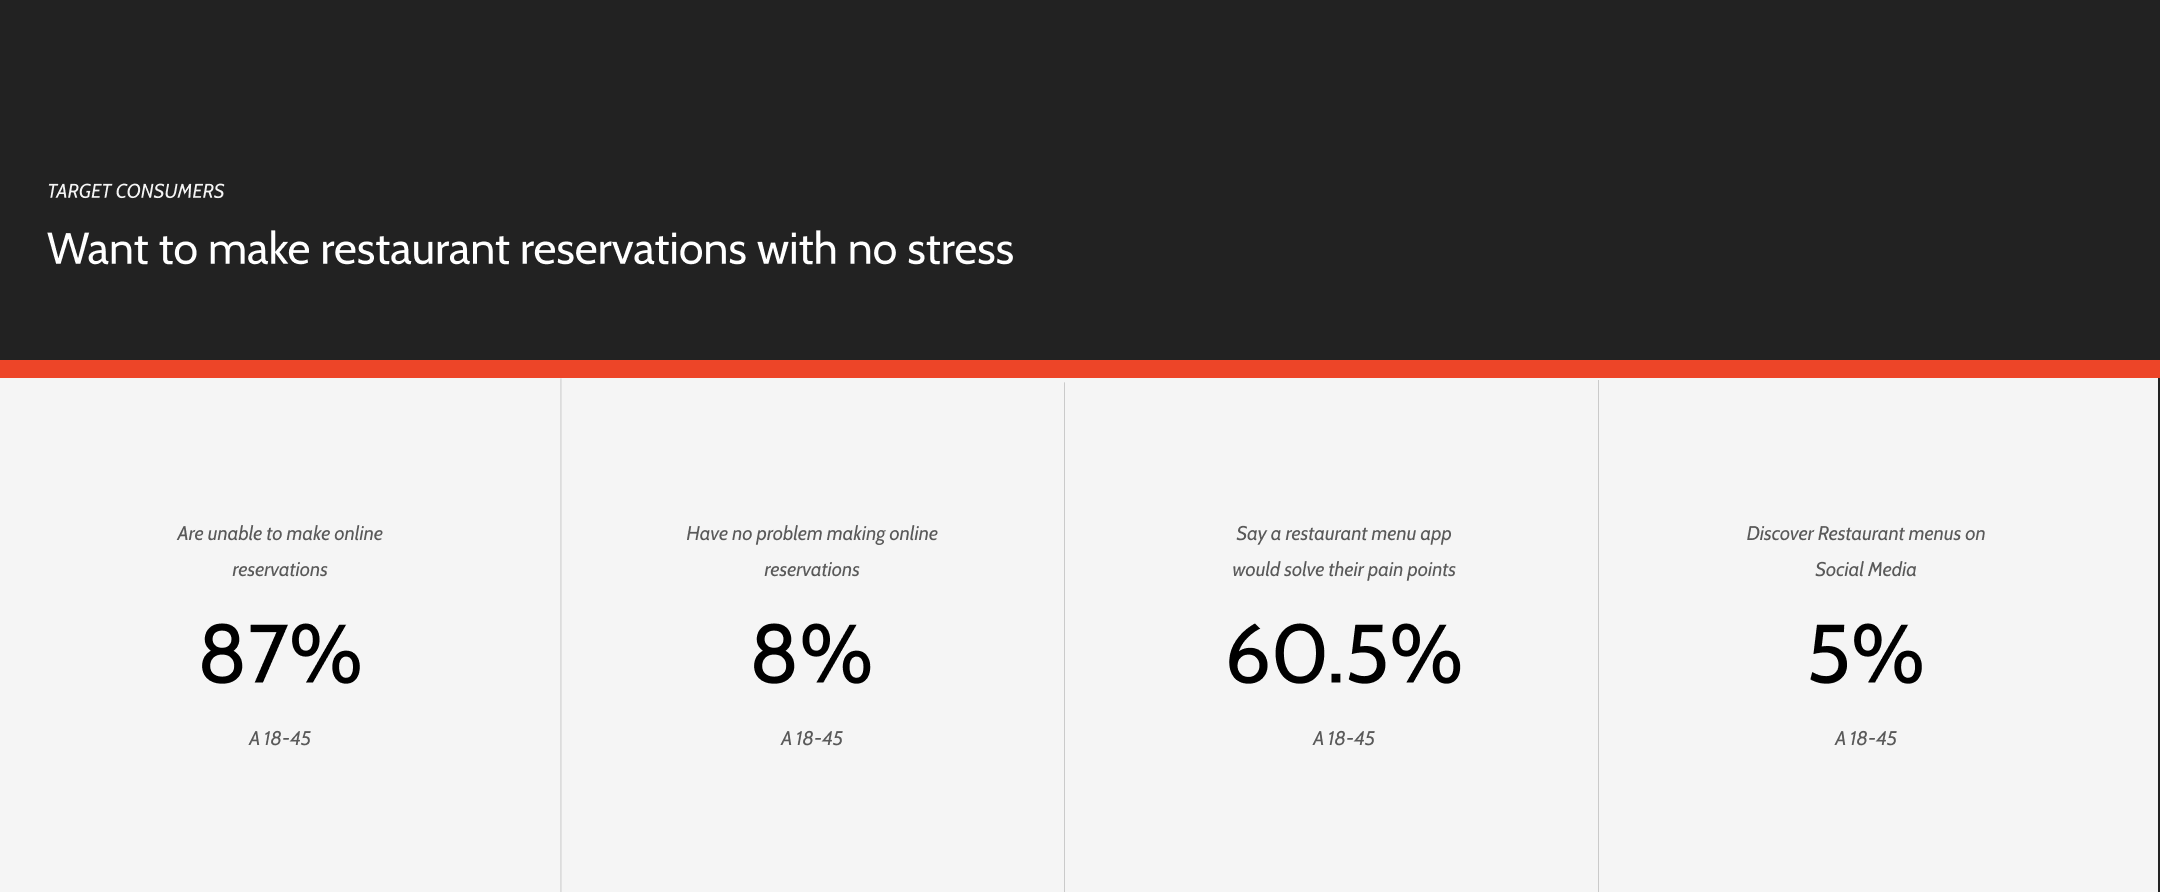 TARGET CONSUMERS
Want to make restaurant reservations with no stress
Are unable to make online
reservations
87%
A 18-45
Have no problem making online
reservations
8%
A 18-45
Say a restaurant menu app
would solve their pain points
60.5%
A 18-45
Discover Restaurant menus on
Social Media
5%
A 18-45